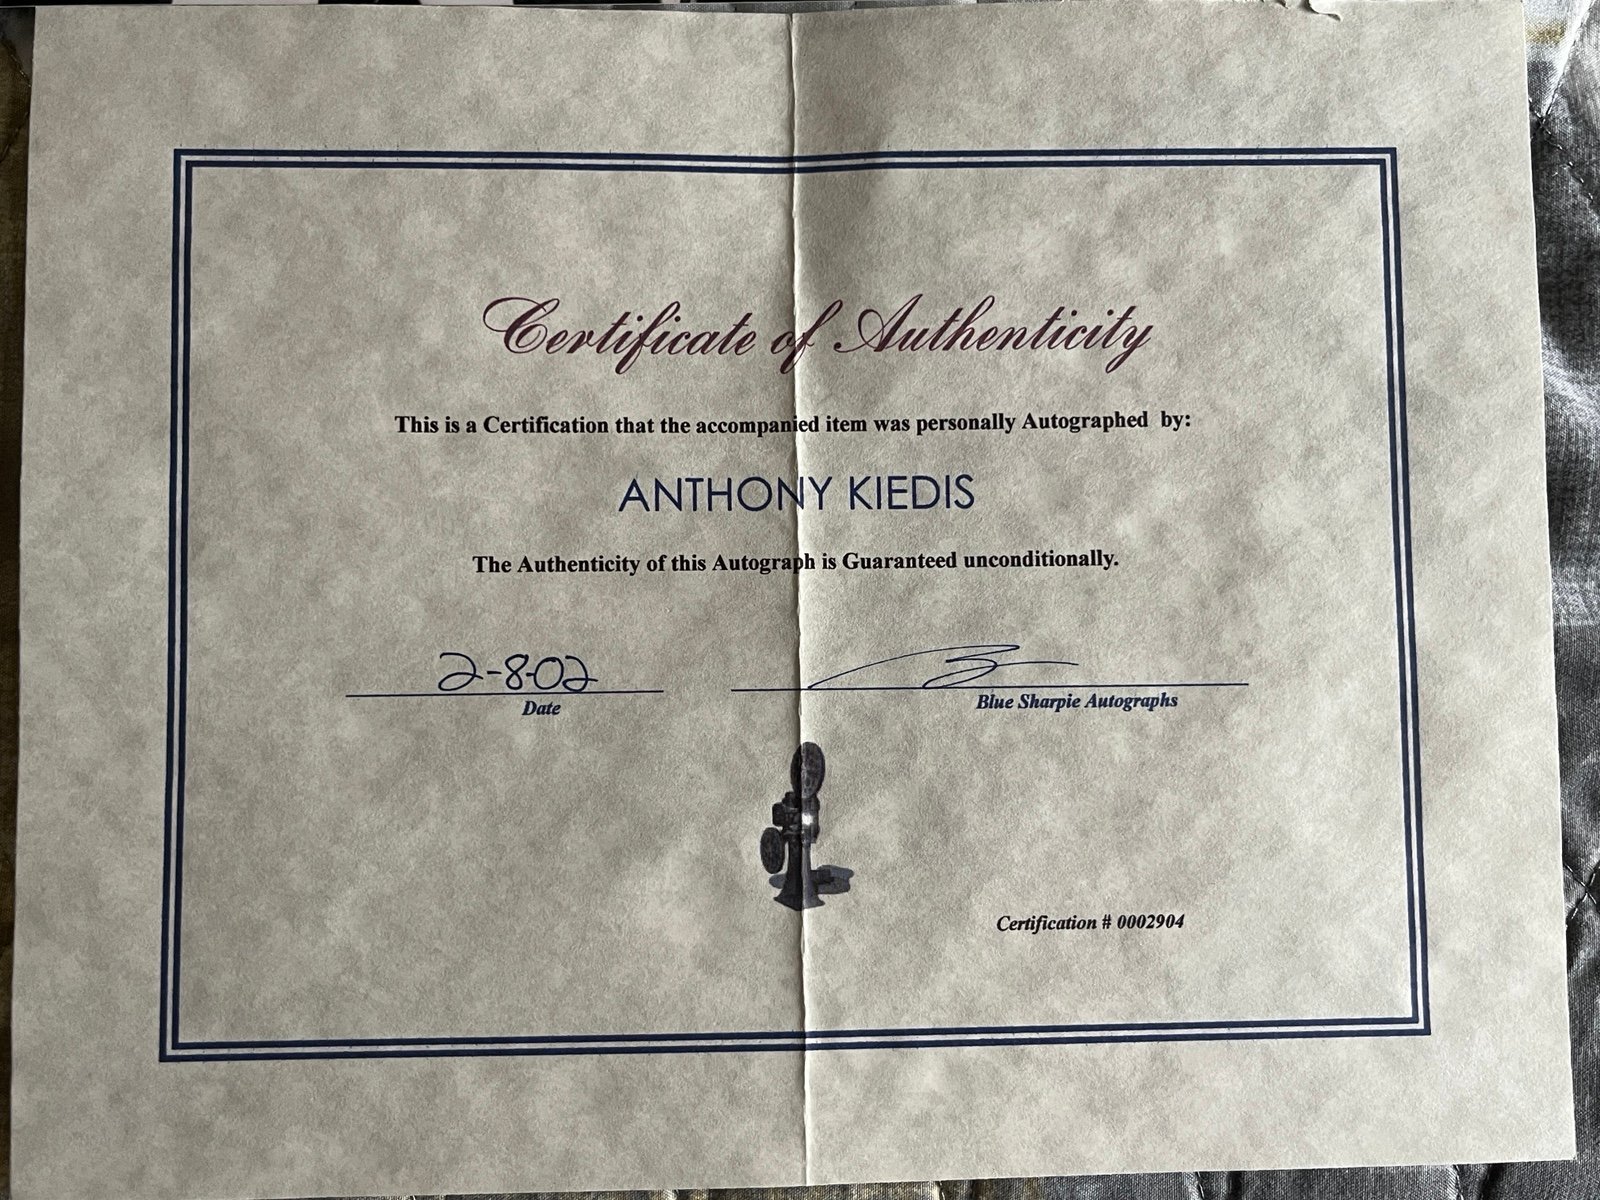 Certificate of Authenticity
This is a Certification that the accompanied item was personally Autographed by:
ANTHONY KIEDIS
The Authenticity of this Autograph is Guaranteed unconditionally.
2-8-02
Date
Blue Sharpie Autographs
Certification # 0002904